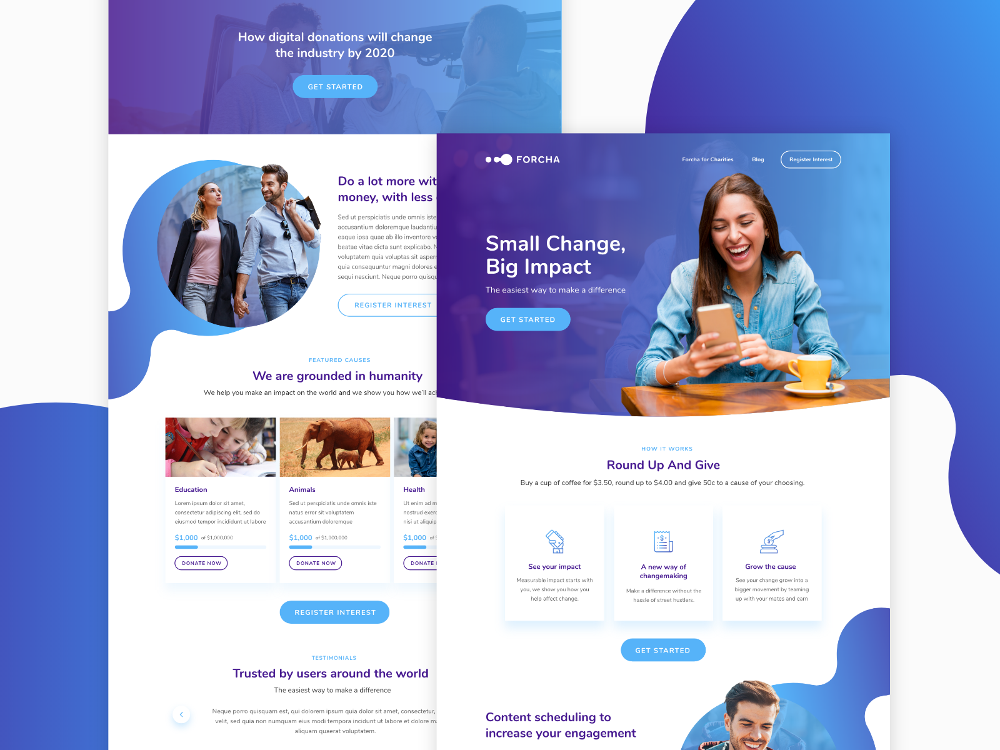 How digital donations will change
the industry by 2020
GET STARTED
Do a lot more wit
money, with less
Sed ut perspiciatis unde omnis iste
accusantium doloremque laudantiu
eaque ipsa quae ab illo inventore v
beatae vitae dicta sunt explicabo. N
voluptatem quia voluptas sit asper
quia consequuntur magni dolores e
sequi nesciunt. Neque porro quisqu
REGISTER INTEREST
FEATURED CAUSES
We are grounded in humanity
We help you make an impact on the world and we show you how we'll ac
Education
Lorem ipsum dolor sit amet,
consectetur adipiscing elit, sed do
eiusmod tempor incididunt ut labore
$1,000 of $1,000,000
DONATE NOW
Animals
Sed ut perspiciatis unde omnis iste
natus error sit voluptatem
accusantium doloremque
$1,000 of $1,000,000
DONATE NOW
Health
Ut enim ad m
nostrud exerc
nisi ut aliquip
$1,000 of $
DONATE
REGISTER INTEREST
TESTIMONIALS
Trusted by users around the world
The easiest way to make a difference
Neque porro quisquam est, qui dolorem ipsum quia dolor sit amet, consectetur,
velit, sed quia non numquam eius modi tempora incidunt ut labore et dolore ma
aliquam quaerat voluptatem.
FORCHA
Forcha for Charities
Blog
Register Interest
Small Change,
Big Impact
The easiest way to make a difference
GET STARTED
HOW IT WORKS
Round Up And Give
Buy a cup of coffee for $3.50, round up to $4.00 and give 50c to a cause of your choosing.
See your impact
Measurable impact starts with
you, we show you how you
help affect change.
A new way of
changemaking
Make a difference without the
hassle of street hustlers.
Grow the cause
See your change grow into a
bigger movement by teaming
up with your mates and earn
GET STARTED
Content scheduling to
increase your engagement